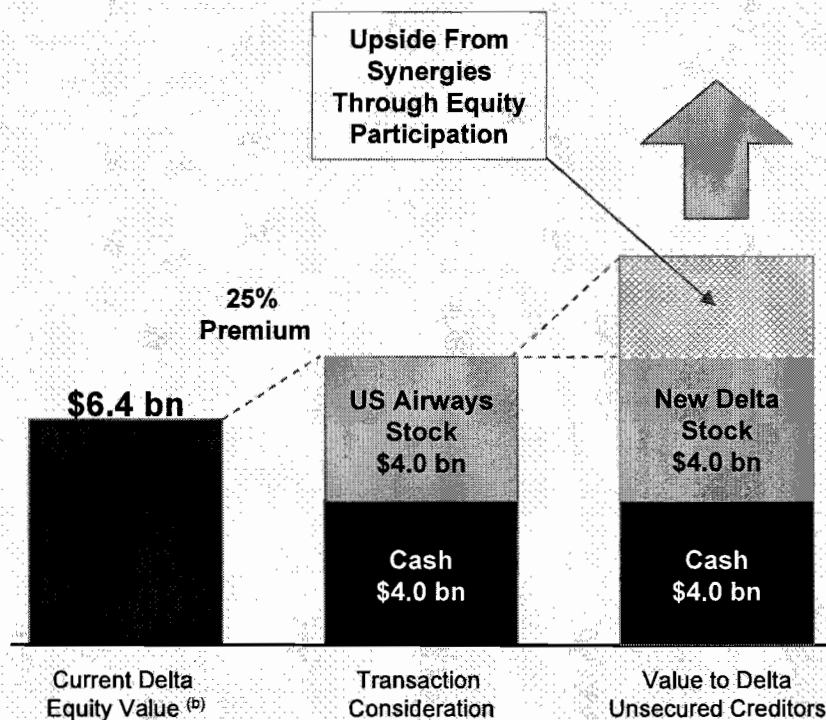 Upside From
Synergies
Through Equity
Participation
25%
Premium
$6.4 bn
US Airways
Stock
$4.0 bn
New Delta
Stock
$4.0 bn
Cash
$4.0 bn
Cash
$4.0 bn
Current Delta
Equity Value (b)
Transaction
Consideration
Value to Delta
Unsecured Creditors